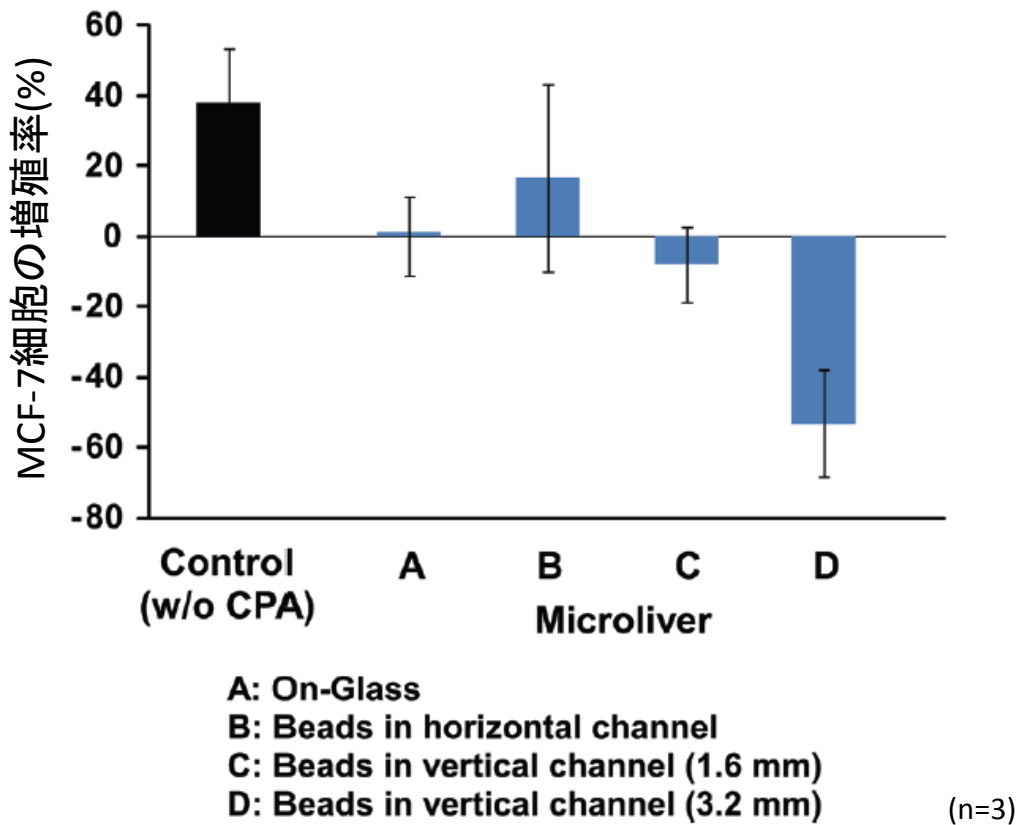 MCF-7細胞の増殖率(%)
60
40
20
0
-20
-40
-60
-80
Control
(w/o CPA)
A
B
C
D
Microliver
A: On-Glass
B: Beads in horizontal channel
C: Beads in vertical channel (1.6 mm)
D: Beads in vertical channel (3.2 mm)
(n=3)